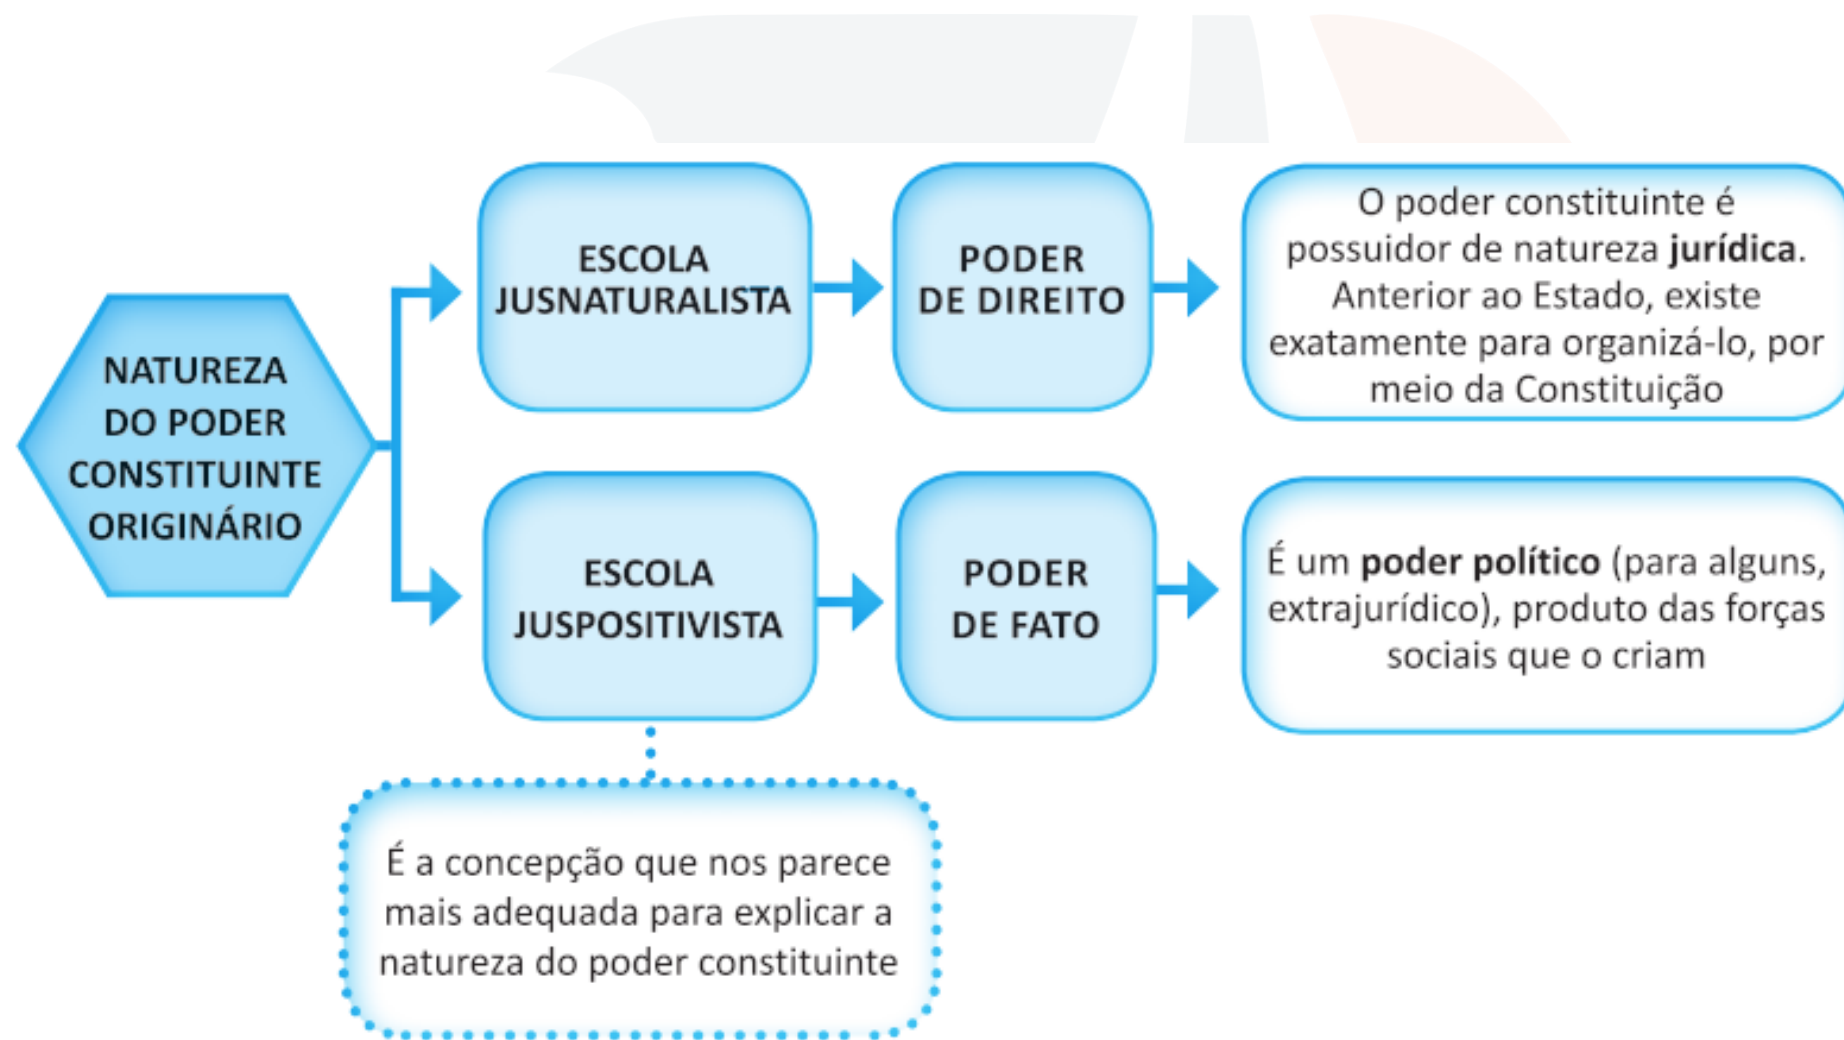 NATUREZA
DO PODER
CONSTITUINTE
ORIGINÁRIO
ESCOLA
JUSNATURALISTA
PODER
DE DIREITO
O poder constituinte é
possuidor de natureza jurídica.
Anterior ao Estado, existe
exatamente para organizá-lo, por
meio da Constituição
ESCOLA
JUSPOSITIVISTA
PODER
DE FATO
É um poder político (para alguns,
extrajurídico), produto das forças
sociais que o criam
É a concepção que nos parece
mais adequada para explicar a
natureza do poder constituinte